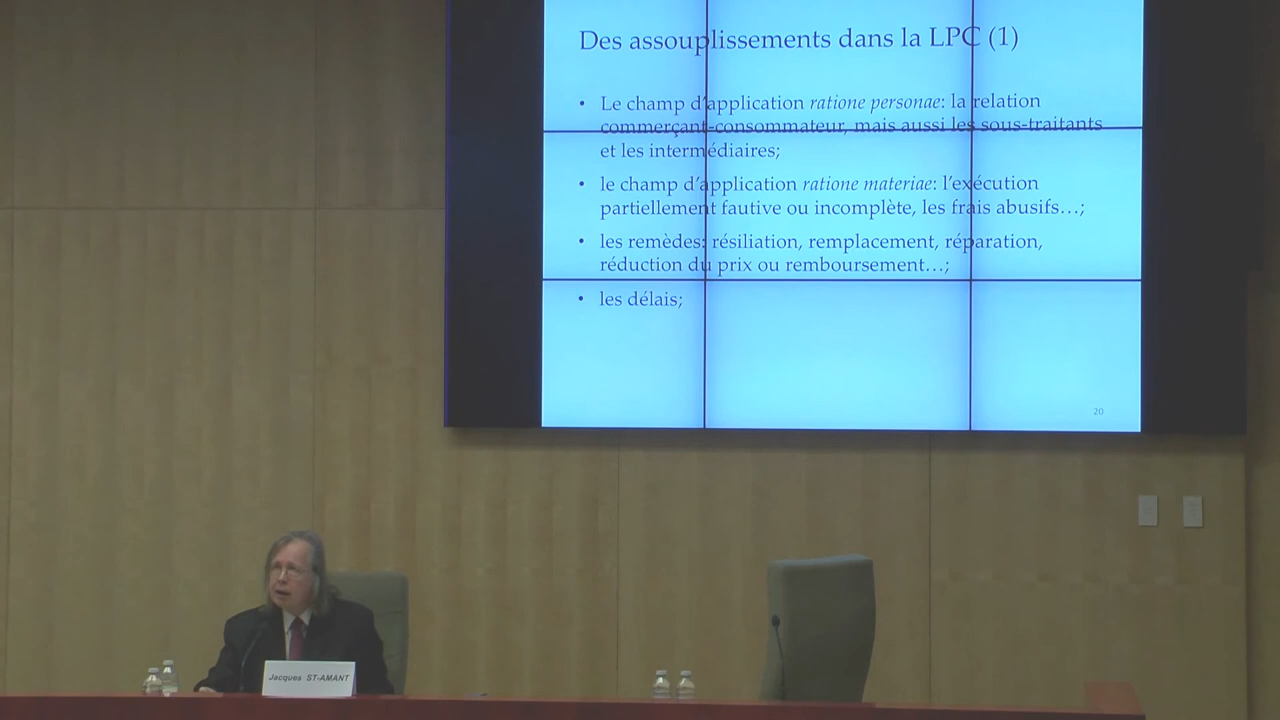 Des assouplissements dans la LPC (1)
• Le champ d'application ratione personae: la relation
commerçant-consommateur, mais aussi les sous-traitants
et les intermédiaires;
• le champ d'application ratione materiae: l'exécution
partiellement fautive ou incomplète, les frais abusifs…;
• les remèdes: résiliation, remplacement, réparation,
réduction du prix ou remboursement…;
• les délais;
20
Jacques ST-AMANT